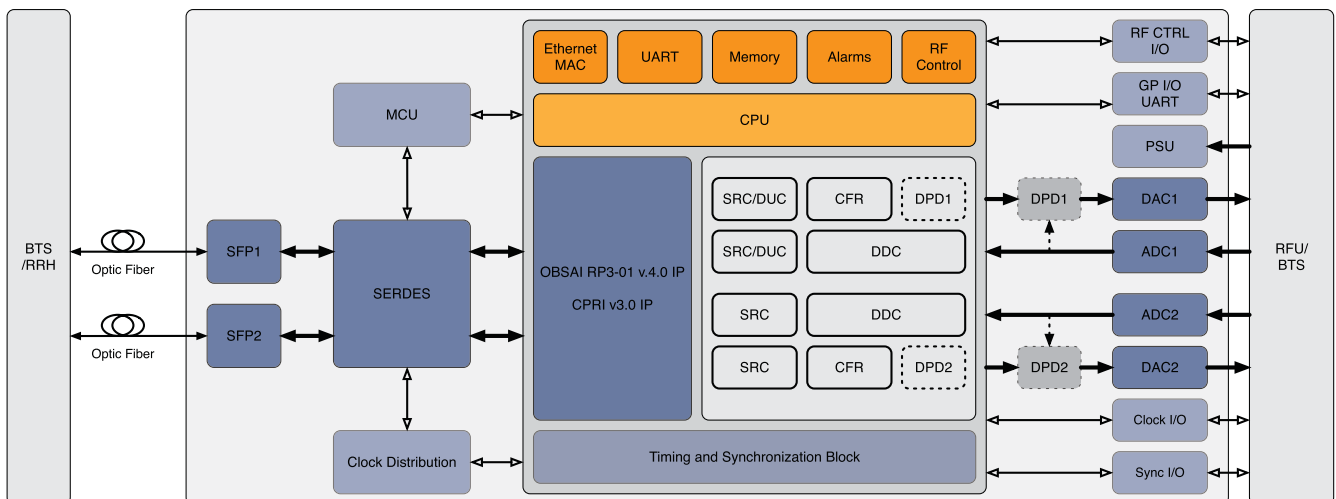 BTS
/RRH
Optic Fiber
Optic Fiber
SFP1
SFP2
MCU
SERDES
Clock Distribution
Ethernet
MAC
UART
Memory
Alarms
RF
Control
CPU
OBSAI RP3-01 v.4.0 IP
CPRI v3.0 IP
SRC/DUC
CFR
DPD1
SRC/DUC
DDC
SRC
DDC
SRC
CFR
DPD2
Timing and Synchronization Block
DPD1
DPD2
RF CTRL
I/O
GP I/O
UART
PSU
DAC1
ADC1
ADC2
DAC2
Clock I/O
Sync I/O
RFU/
BTS